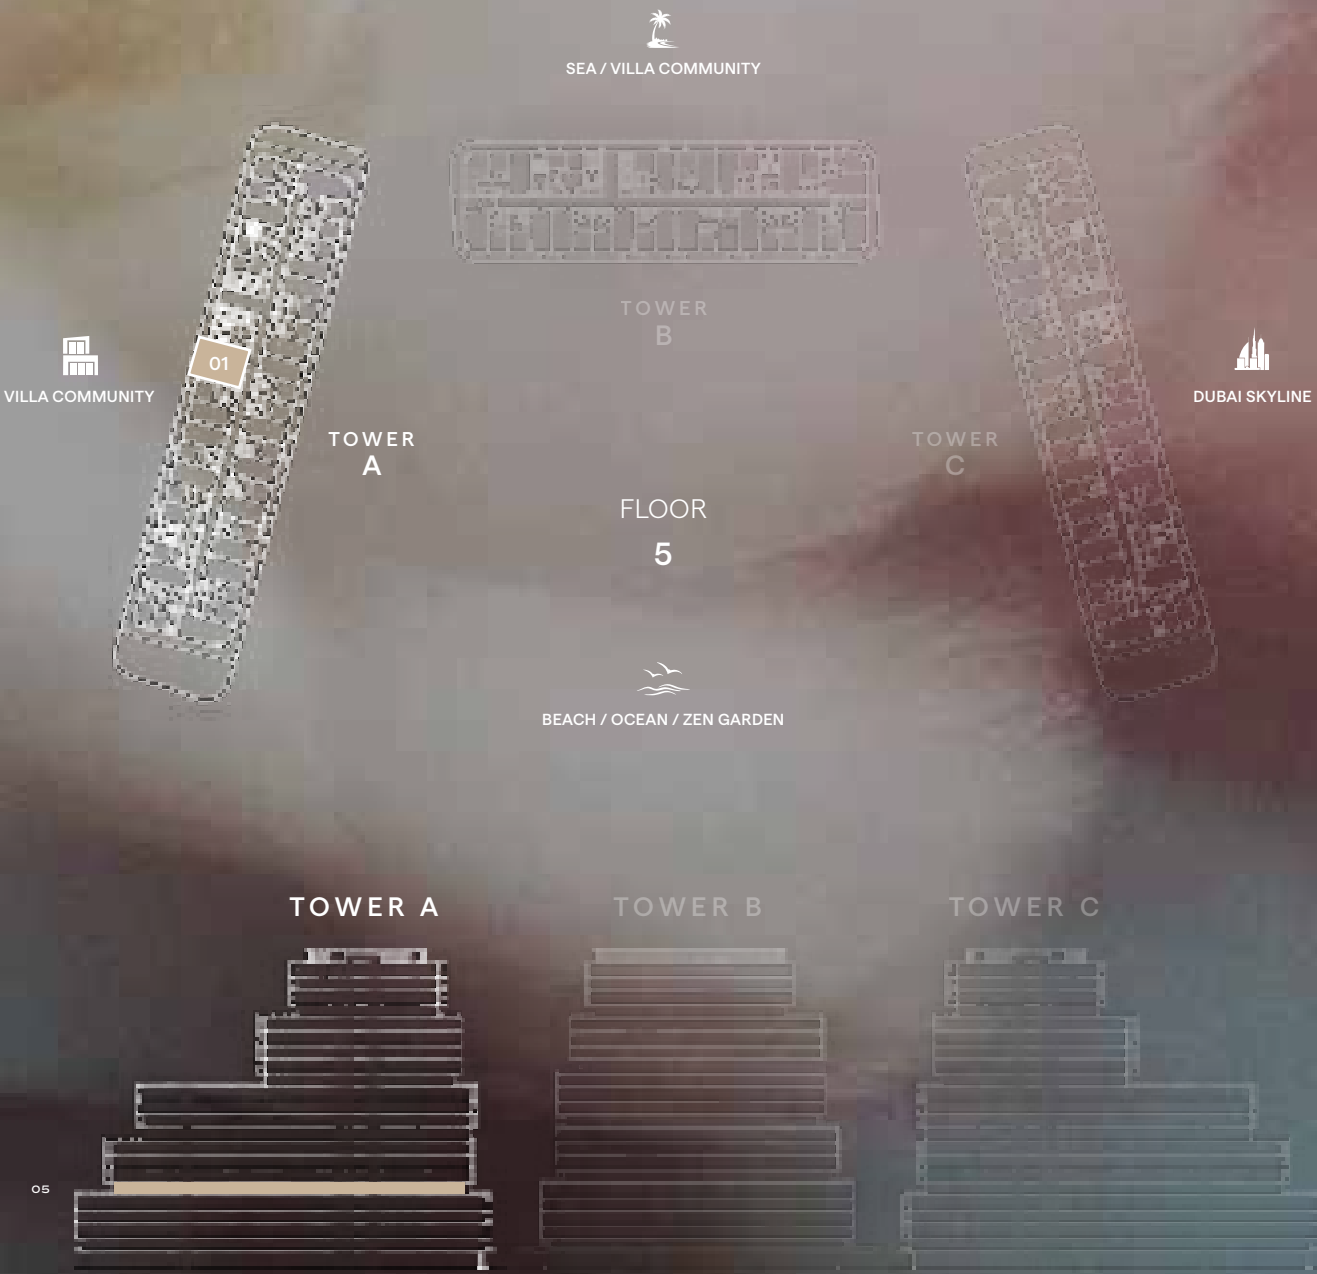 SEA / VILLA COMMUNITY
TOWER
B
01
VILLA COMMUNITY
DUBAI SKYLINE
TOWER
A
TOWER
C
FLOOR
5
BEACH / OCEAN / ZEN GARDEN
TOWER A
TOWER B
TOWER C
05